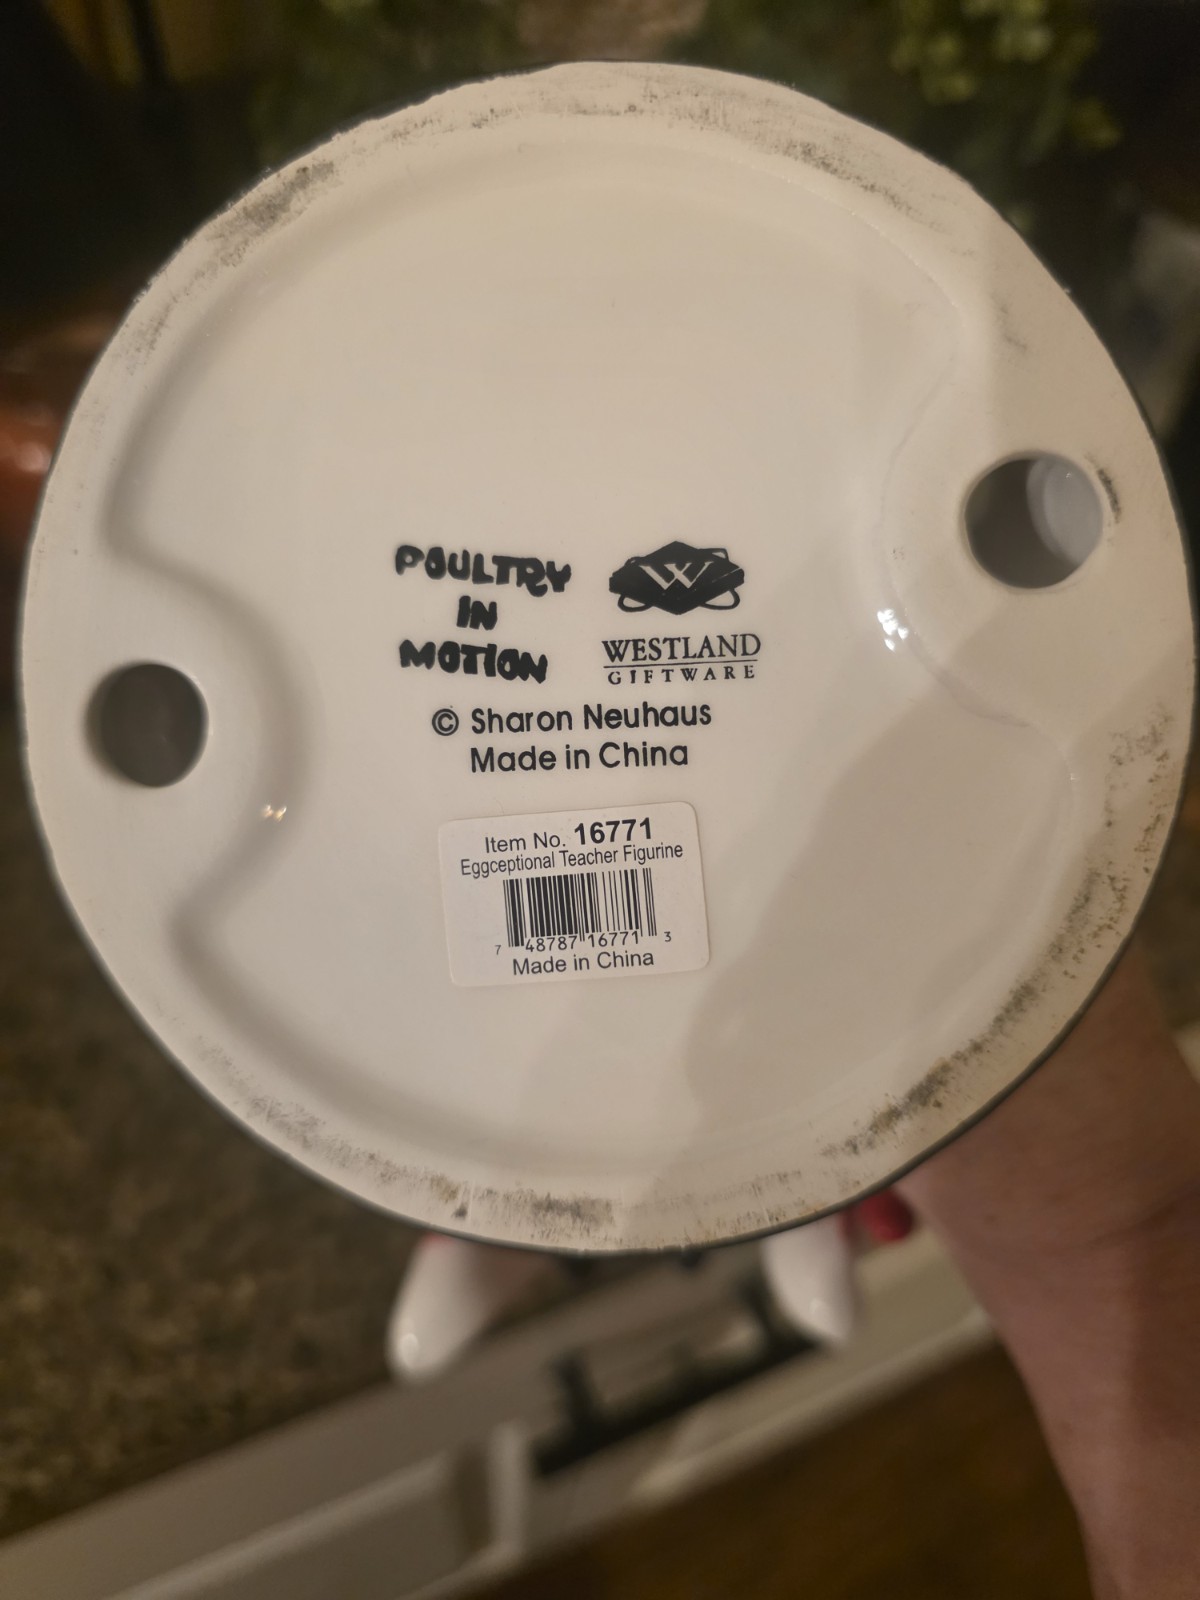 POULTRY
IN
MOTION
W
WESTLAND
GIFTWARE
© Sharon Neuhaus
Made in China
Item No. 16771
Eggceptional Teacher Figurine
7 48787 16771 3
Made in China